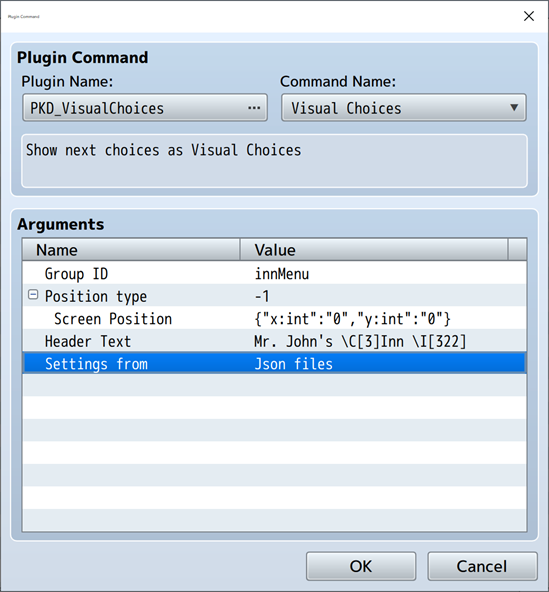 Plugin Command
Plugin Command
Plugin Name: Command Name:
PKD_VisualChoices ... Visual Choices
Show next choices as Visual Choices
Arguments
Name Value
Group ID innMenu
Position type -1
Screen Position {"x:int":"0","y:int":"0"}
Header Text Mr. John's \C[3]Inn \I[322]
Settings from Json files
OK Cancel